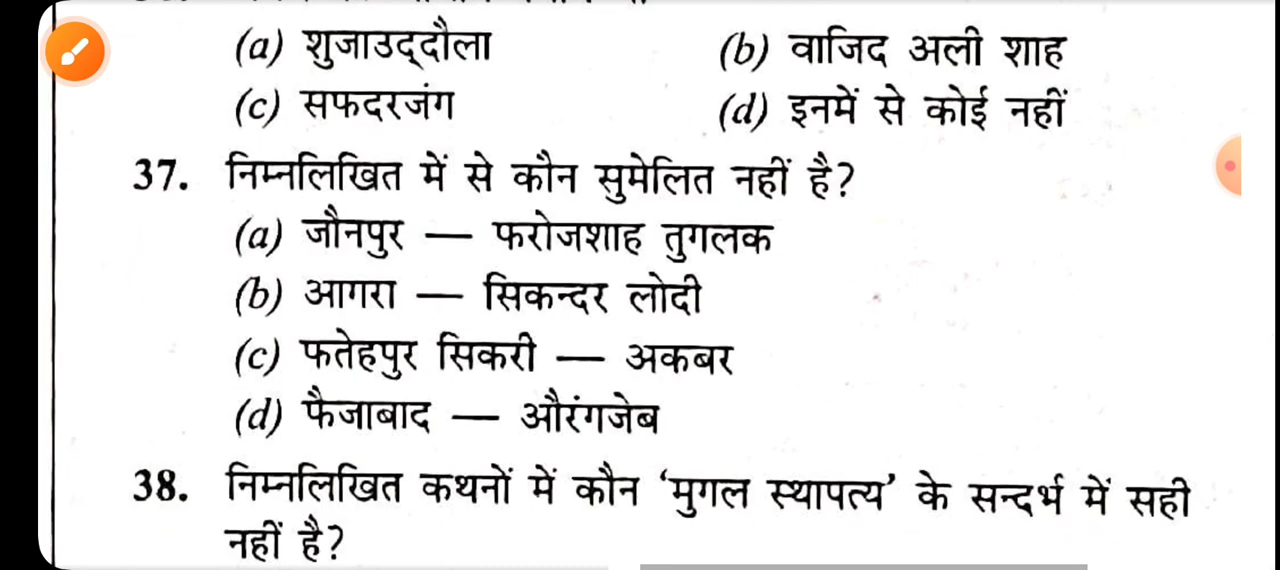 (a) शुजाउद्दौला (b) वाजिद अली शाह
(c) सफदरजंग (d) इनमें से कोई नहीं
37. निम्नलिखित में से कौन सुमेलित नहीं है?
(a) जौनपुर — फरोजशाह तुगलक
(b) आगरा — सिकन्दर लोदी
(c) फतेहपुर सिकरी — अकबर
(d) फैजाबाद — औरंगजेब
38. निम्नलिखित कथनों में कौन ‘मुगल स्थापत्य’ के सन्दर्भ में सही
नहीं है?